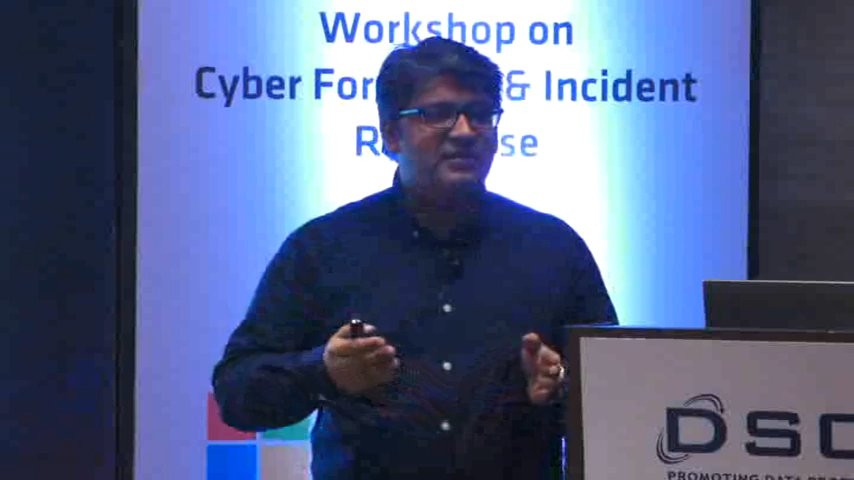 Workshop on
Cyber For & Incident
R se
DSC
PROMOTING DATA